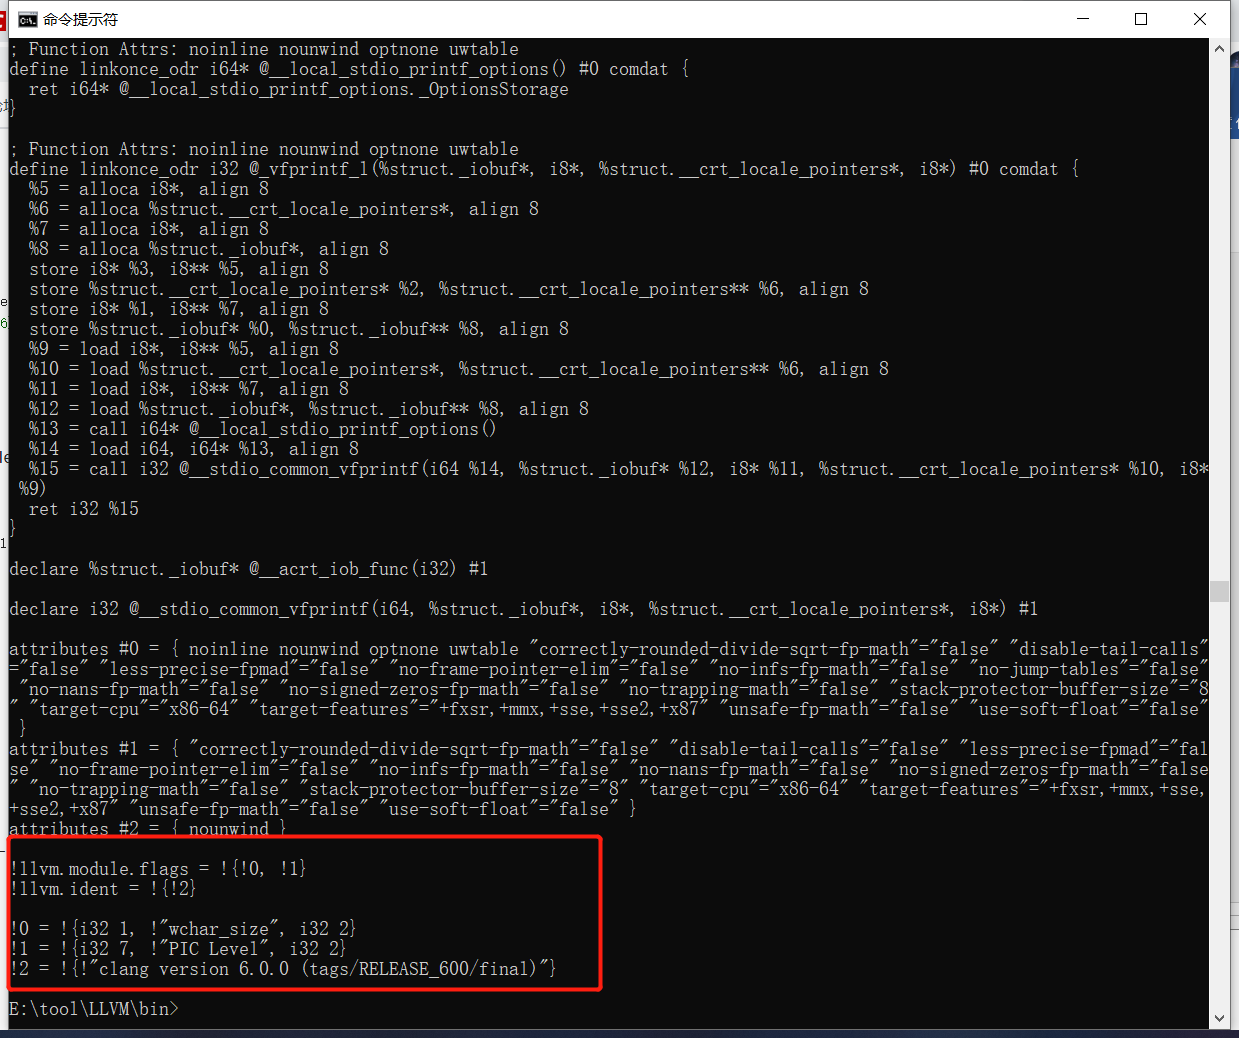 命令提示符
; Function Attrs: noinline nounwind optnone uwtable
define linkonce_odr i64* @__local_stdio_printf_options() #0 comdat {
  ret i64* @__local_stdio_printf_options._OptionsStorage
}
; Function Attrs: noinline nounwind optnone uwtable
define linkonce_odr i32 @_vfprintf_l(%struct._iobuf*, i8*, %struct.__crt_locale_pointers*, i8*) #0 comdat {
  %5 = alloca i8*, align 8
  %6 = alloca %struct.__crt_locale_pointers*, align 8
  %7 = alloca i8*, align 8
  %8 = alloca %struct._iobuf*, align 8
  store i8* %3, i8** %5, align 8
  store %struct.__crt_locale_pointers* %2, %struct.__crt_locale_pointers** %6, align 8
  store i8* %1, i8** %7, align 8
  store %struct._iobuf* %0, %struct._iobuf** %8, align 8
  %9 = load i8*, i8** %5, align 8
  %10 = load %struct.__crt_locale_pointers*, %struct.__crt_locale_pointers** %6, align 8
  %11 = load i8*, i8** %7, align 8
  %12 = load %struct._iobuf*, %struct._iobuf** %8, align 8
  %13 = call i64* @__local_stdio_printf_options()
  %14 = load i64, i64* %13, align 8
  %15 = call i32 @__stdio_common_vfprintf(i64 %14, %struct._iobuf* %12, i8* %11, %struct.__crt_locale_pointers* %10, i8*
 %9)
  ret i32 %15
}
declare %struct._iobuf* @__acrt_iob_func(i32) #1
declare i32 @__stdio_common_vfprintf(i64, %struct._iobuf*, i8*, %struct.__crt_locale_pointers*, i8*) #1
attributes #0 = { noinline nounwind optnone uwtable "correctly-rounded-divide-sqrt-fp-math"="false" "disable-tail-calls"
="false" "less-precise-fpmad"="false" "no-frame-pointer-elim"="false" "no-infs-fp-math"="false" "no-jump-tables"="false"
 "no-nans-fp-math"="false" "no-signed-zeros-fp-math"="false" "no-trapping-math"="false" "stack-protector-buffer-size"="8
" "target-cpu"="x86-64" "target-features"="+fxsr,+mmx,+sse,+sse2,+x87" "unsafe-fp-math"="false" "use-soft-float"="false"
 }
attributes #1 = { "correctly-rounded-divide-sqrt-fp-math"="false" "disable-tail-calls"="false" "less-precise-fpmad"="fal
se" "no-frame-pointer-elim"="false" "no-infs-fp-math"="false" "no-nans-fp-math"="false" "no-signed-zeros-fp-math"="false
" "no-trapping-math"="false" "stack-protector-buffer-size"="8" "target-cpu"="x86-64" "target-features"="+fxsr,+mmx,+sse,
+sse2,+x87" "unsafe-fp-math"="false" "use-soft-float"="false" }
attributes #2 = { nounwind }
!llvm.module.flags = !{!0, !1}
!llvm.ident = !{!2}
!0 = !{i32 1, !"wchar_size", i32 2}
!1 = !{i32 7, !"PIC Level", i32 2}
!2 = !{!"clang version 6.0.0 (tags/RELEASE_600/final)"}
E:\tool\LLVM\bin>